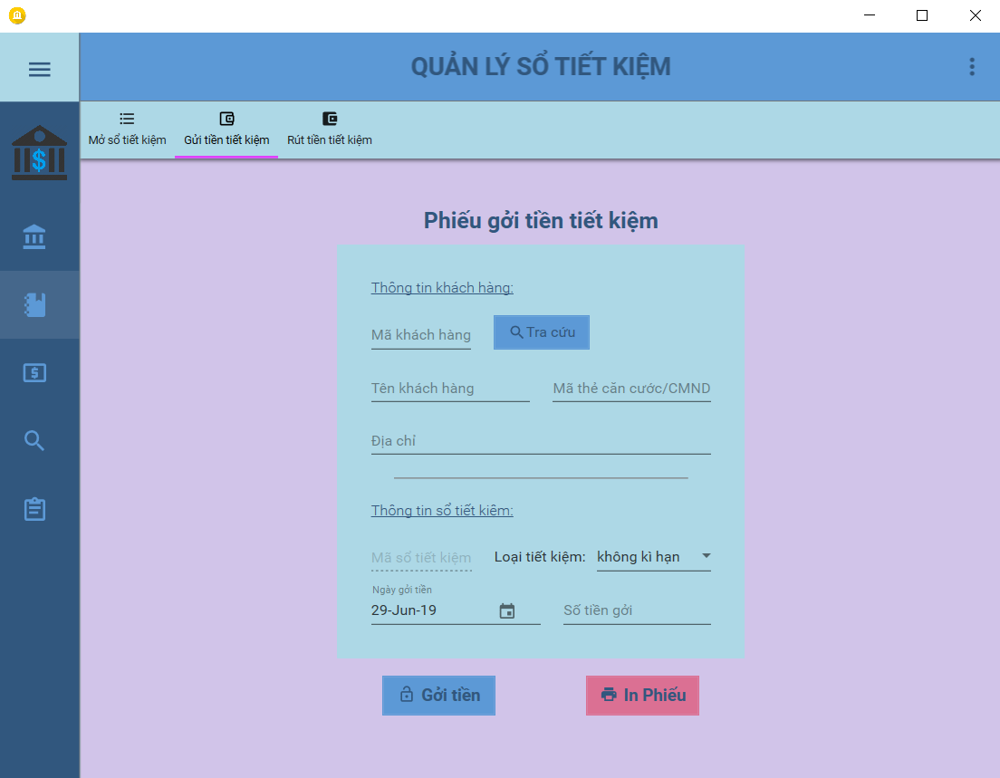 QUẢN LÝ SỔ TIẾT KIỆM
Mở sổ tiết kiệm Gửi tiền tiết kiệm Rút tiền tiết kiệm
$
Phiếu gởi tiền tiết kiệm
Thông tin khách hàng:
Mã khách hàng Tra cứu
Tên khách hàng Mã thẻ căn cước/CMND
Địa chỉ
$
Thông tin sổ tiết kiêm:
Mã sổ tiết kiệm Loại tiết kiệm: không kì hạn
Ngày gởi tiền
29-Jun-19 Số tiền gởi
Gởi tiền In Phiếu